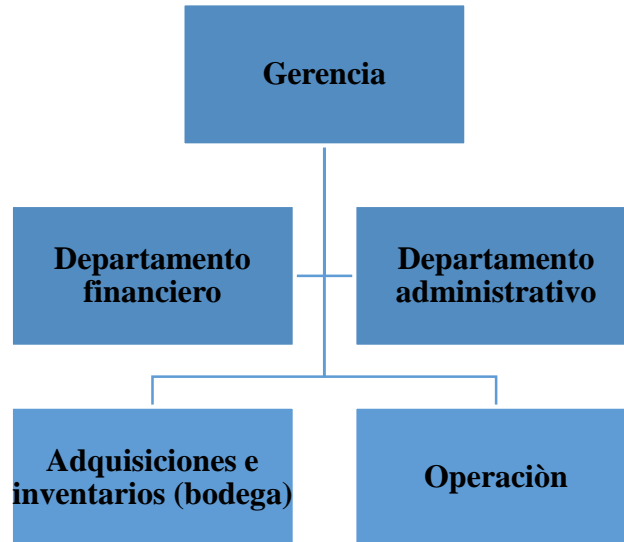 Gerencia
Departamento
financiero
Departamento
administrativo
Adquisiciones e
inventarios (bodega)
Operaciòn